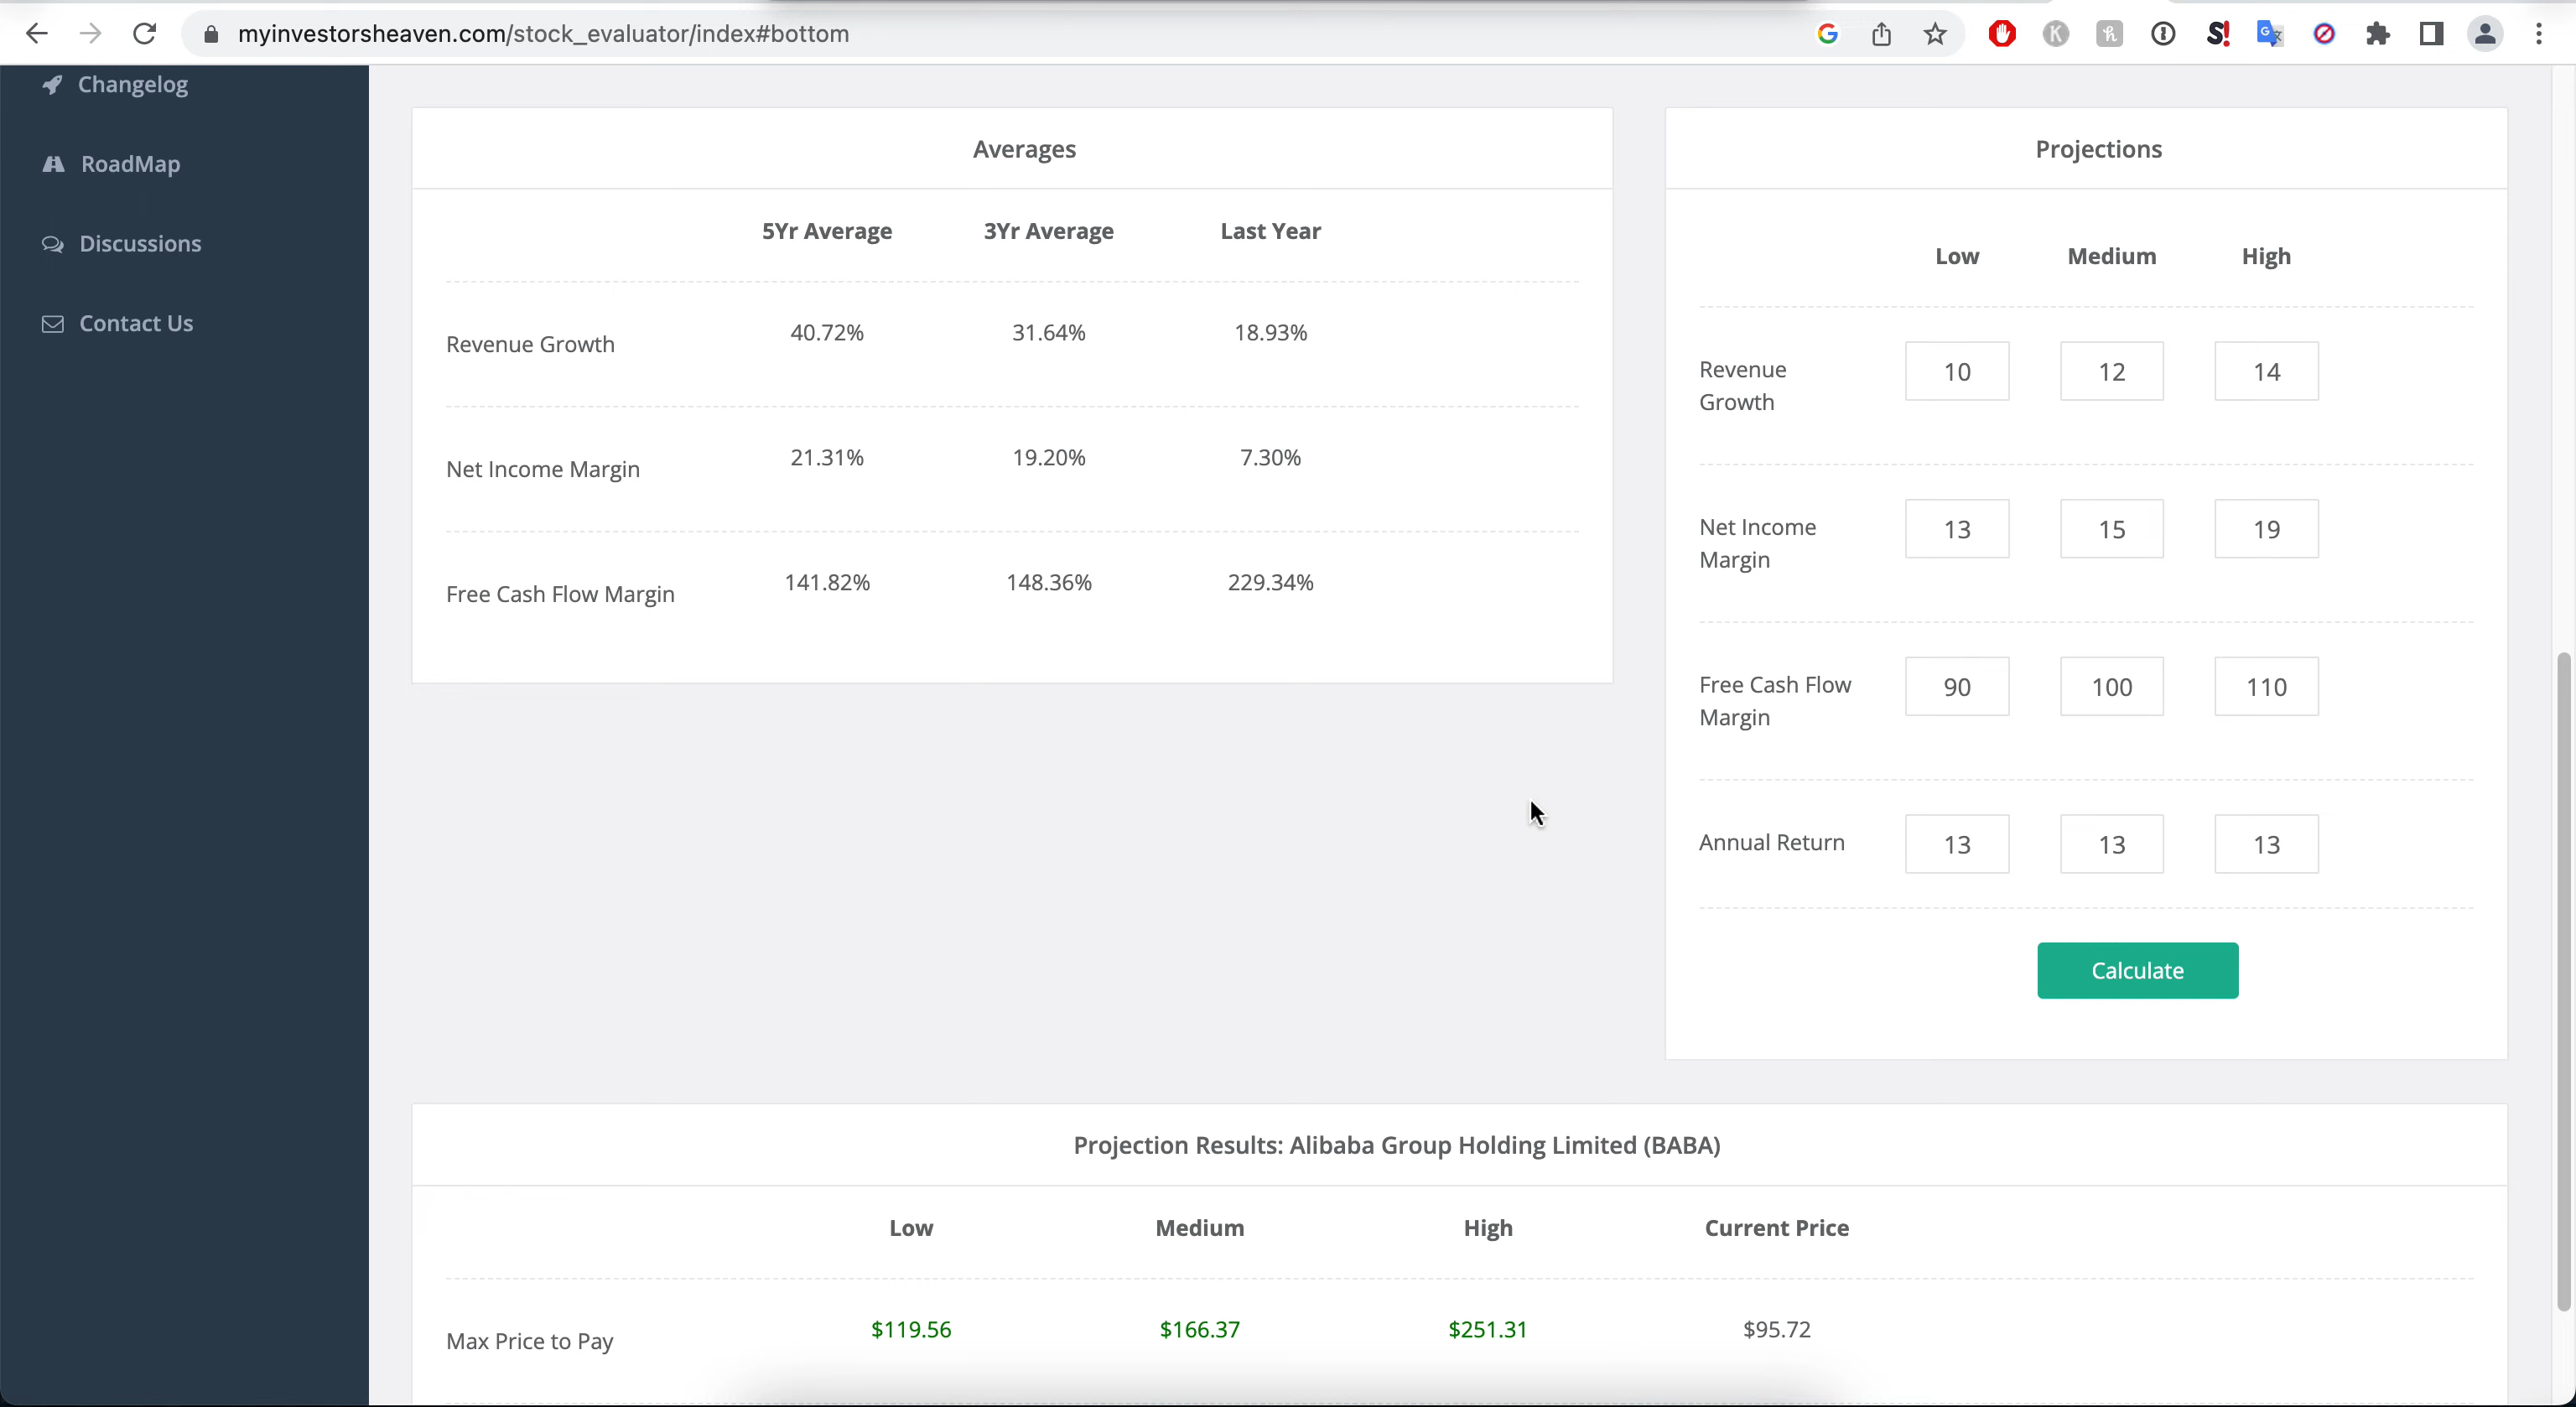 myinvestorsheaven.com/stock_evaluator/index#bottom
Changelog
RoadMap
Discussions
Contact Us
Averages
5Yr Average 3Yr Average Last Year
Revenue Growth 40.72% 31.64% 18.93%
Net Income Margin 21.31% 19.20% 7.30%
Free Cash Flow Margin 141.82% 148.36% 229.34%
Projections
Low Medium High
Revenue
Growth 10 12 14
Net Income
Margin 13 15 19
Free Cash Flow
Margin 90 100 110
Annual Return 13 13 13
Calculate
Projection Results: Alibaba Group Holding Limited (BABA)
Low Medium High Current Price
Max Price to Pay $119.56 $166.37 $251.31 $95.72